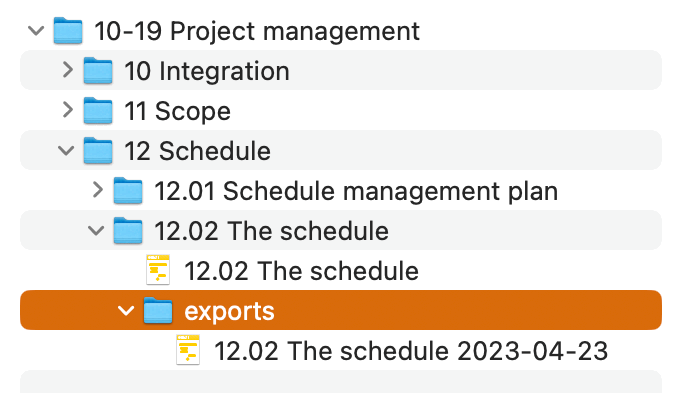 10-19 Project management
10 Integration
11 Scope
12 Schedule
12.01 Schedule management plan
12.02 The schedule
12.02 The schedule
exports
12.02 The schedule 2023-04-23